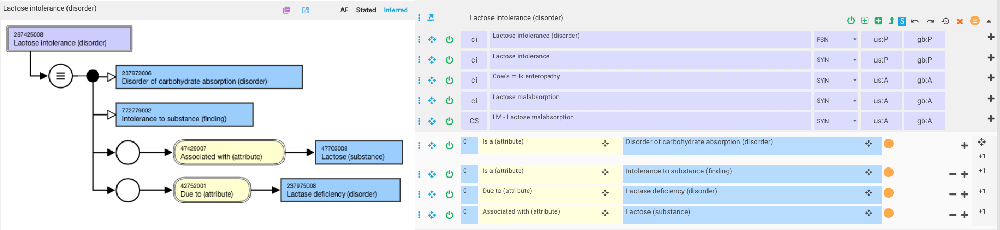 Lactose intolerance (disorder)
AF Stated Inferred
267425008
Lactose intolerance (disorder)
237972006
Disorder of carbohydrate absorption (disorder)
772779002
Intolerance to substance (finding)
47429007
Associated with (attribute)
47703008
Lactose (substance)
42752001
Due to (attribute)
237975008
Lactase deficiency (disorder)
Lactose intolerance (disorder)
S
ci Lactose intolerance (disorder) FSN us:P gb:P
ci Lactose intolerance SYN us:P gb:P
ci Cow's milk enteropathy SYN us:A gb:A
ci Lactose malabsorption SYN us:A gb:A
CS LM - Lactose malabsorption SYN us:A gb:A
0 Is a (attribute) Disorder of carbohydrate absorption (disorder)
+1
0 Is a (attribute) Intolerance to substance (finding) +1
0 Due to (attribute) Lactase deficiency (disorder) +1
0 Associated with (attribute) Lactose (substance) +1